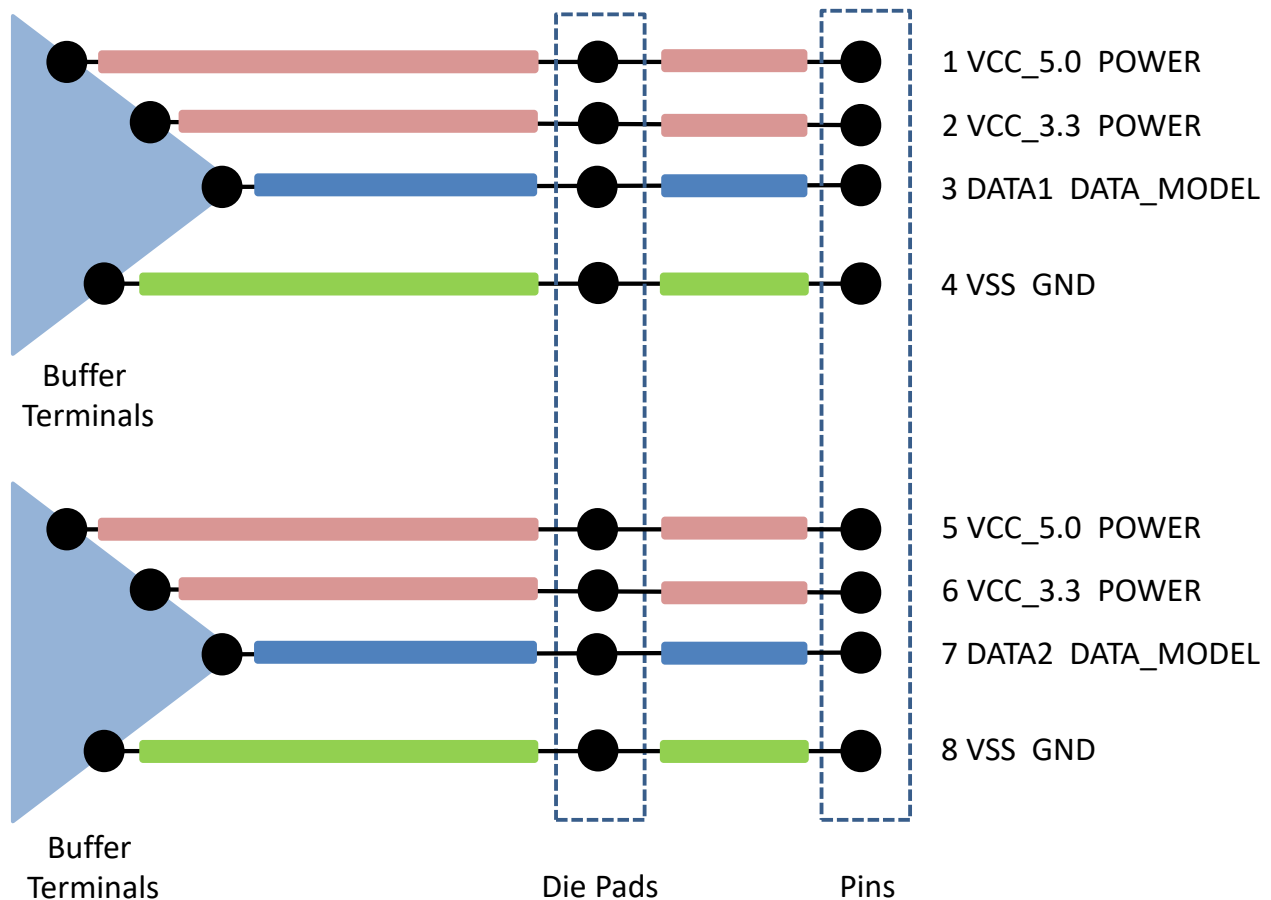 1 VCC_5.0 POWER
2 VCC_3.3 POWER
3 DATA1 DATA_MODEL
4 VSS GND
Buffer
Terminals
5 VCC_5.0 POWER
6 VCC_3.3 POWER
7 DATA2 DATA_MODEL
8 VSS GND
Buffer
Terminals
Die Pads
Pins